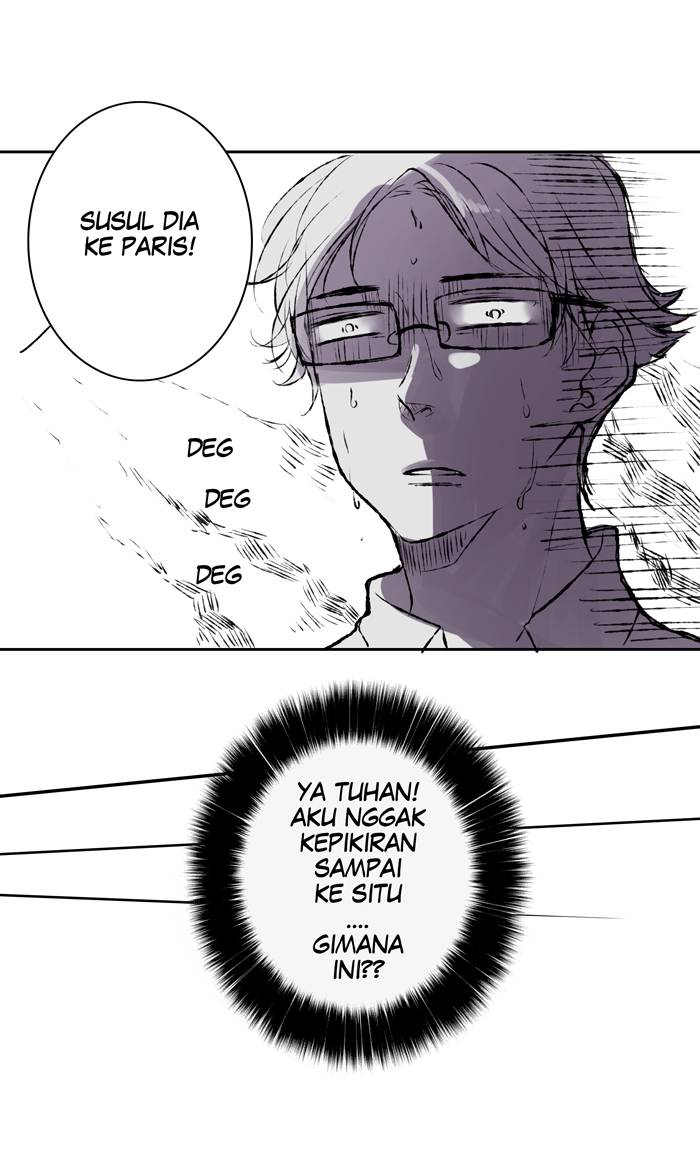 SUSUL DIA
KE PARIS!
DEG
DEG
DEG
YA TUHAN!
AKU NGGAK
KEPIKIRAN
SAMPAI
KE SITU
....
GIMANA
INI??